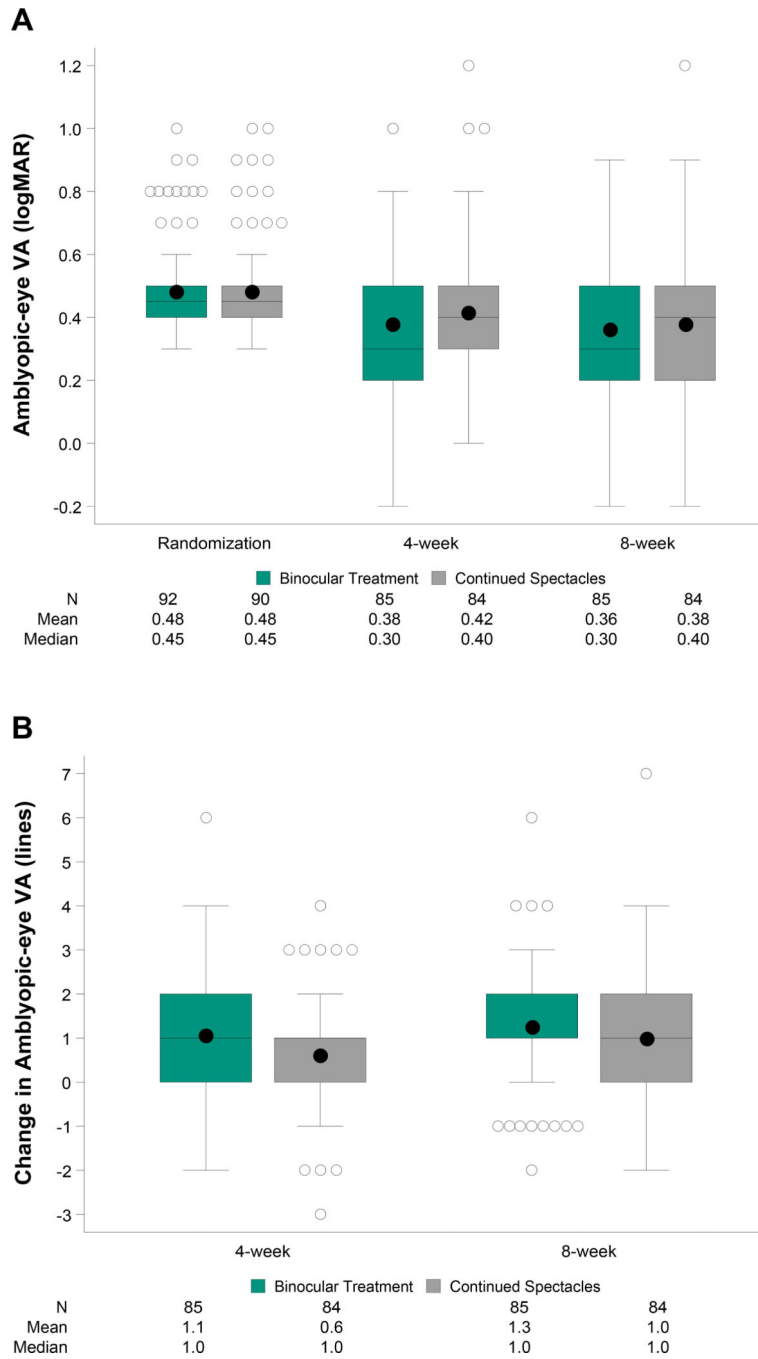 A
Amblyopic-eye VA (logMAR)
1.2
1.0
0.8
0.6
0.4
0.2
0.0
-0.2
Randomization 4-week 8-week
Binocular Treatment Continued Spectacles
N 92 90 85 84 85 84
Mean 0.48 0.48 0.38 0.42 0.36 0.38
Median 0.45 0.45 0.30 0.40 0.30 0.40
B
Change in Amblyopic-eye VA (lines)
7
6
5
4
3
2
1
0
-1
-2
-3
4-week 8-week
Binocular Treatment Continued Spectacles
N 85 84 85 84
Mean 1.1 0.6 1.3 1.0
Median 1.0 1.0 1.0 1.0